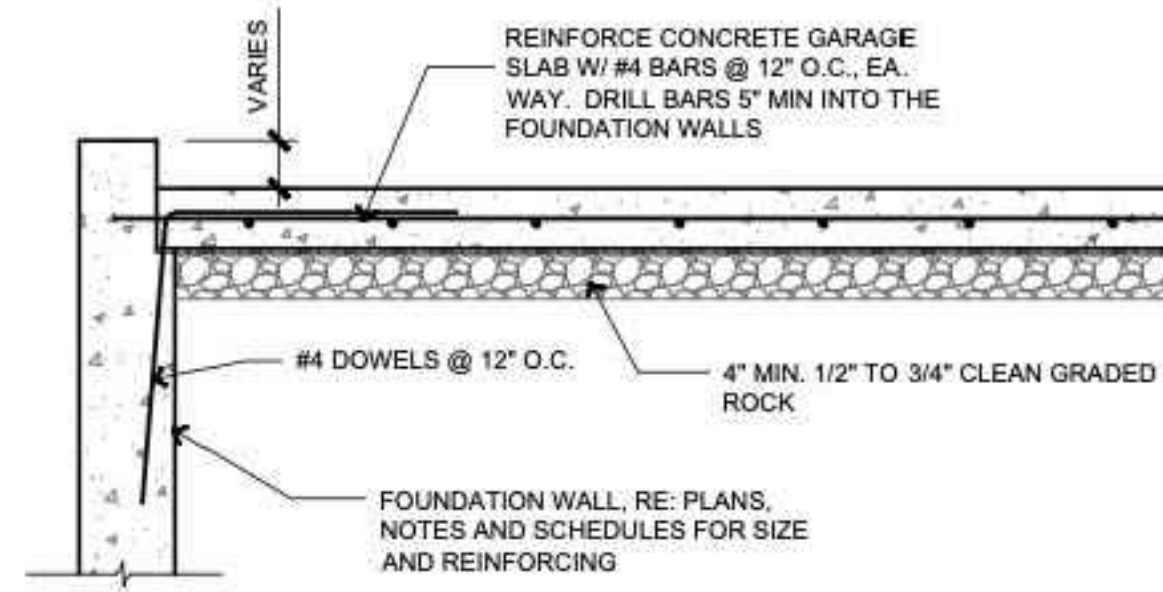 VARIES
REINFORCE CONCRETE GARAGE
SLAB W/ #4 BARS @ 12" O.C., EA.
WAY. DRILL BARS 5" MIN INTO THE
FOUNDATION WALLS
#4 DOWELS @ 12" O.C.
4" MIN. 1/2" TO 3/4" CLEAN GRADED
ROCK
FOUNDATION WALL, RE: PLANS,
NOTES AND SCHEDULES FOR SIZE
AND REINFORCING